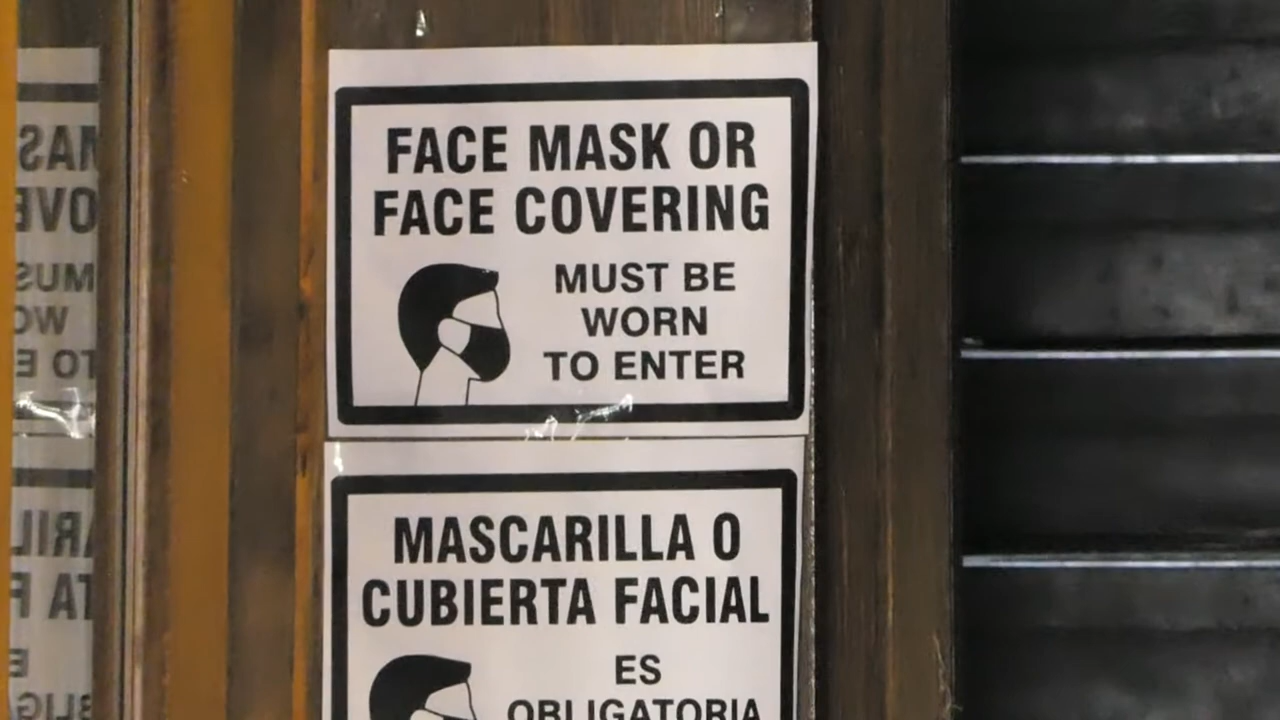 FACE MASK OR
FACE COVERING
MUST BE
WORN
TO ENTER
MASCARILLA O
CUBIERTA FACIAL
ES
OBLIGATORIA